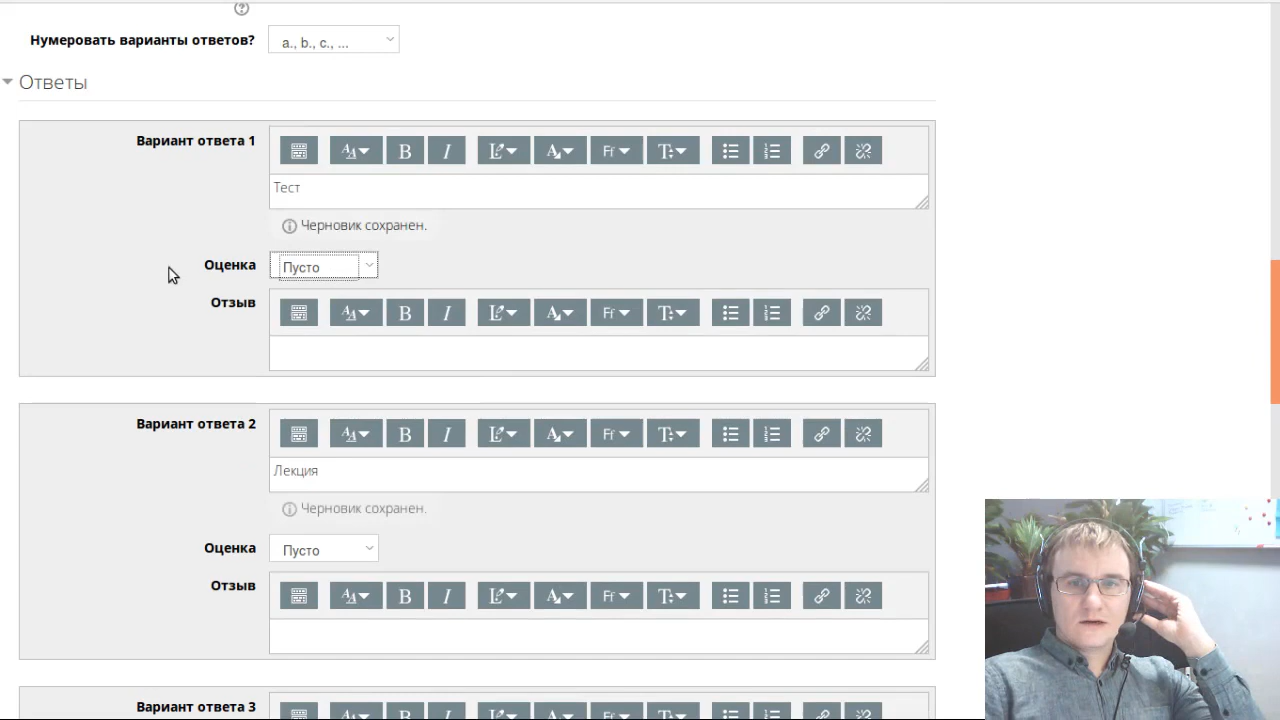 Нумеровать варианты ответов? a., b., c., ...
Ответы
Вариант ответа 1
Тест
Черновик сохранен.
Оценка Пусто
Отзыв
Вариант ответа 2
Лекция
Черновик сохранен.
Оценка Пусто
Отзыв
Вариант ответа 3